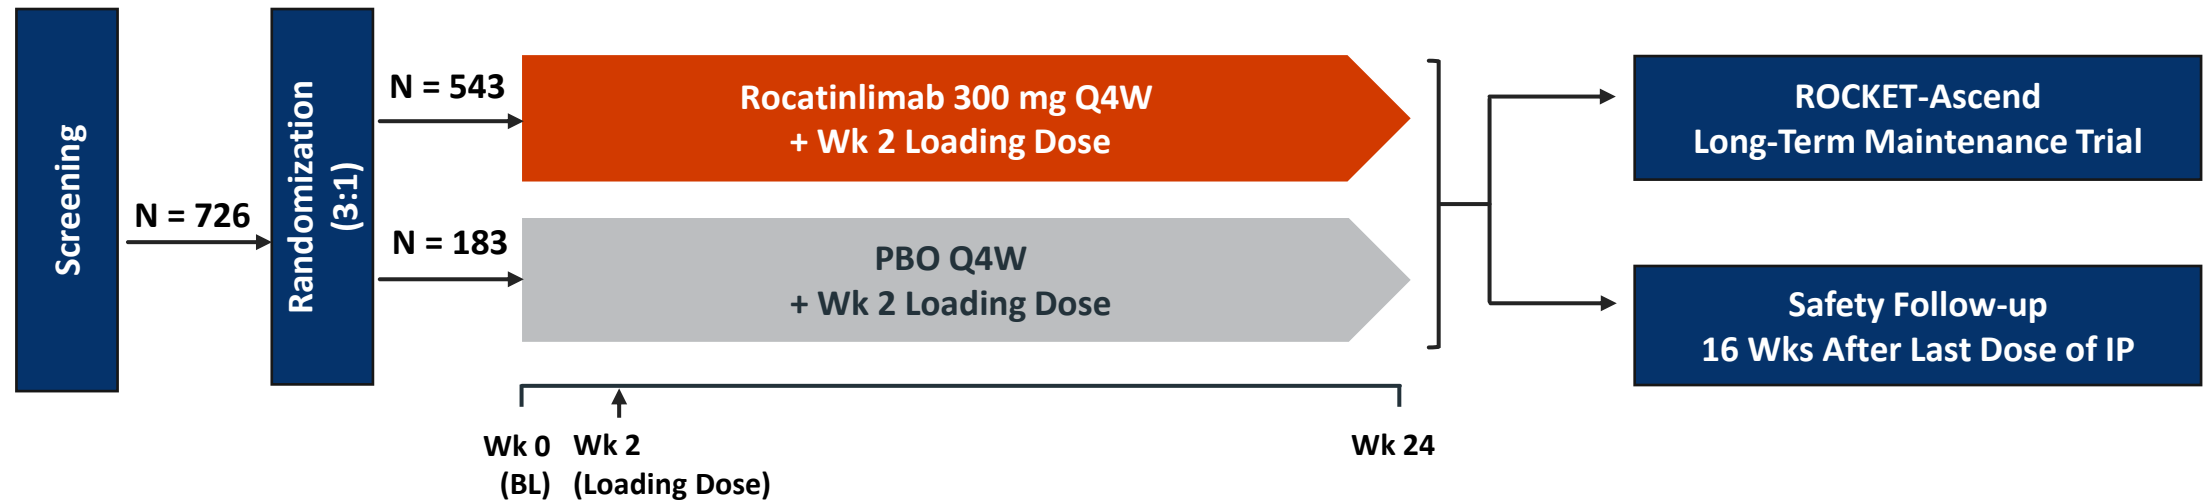 Screening
N = 726
Randomization
(3:1)
N = 543
N = 183
Rocatinlimab 300 mg Q4W
+ Wk 2 Loading Dose
PBO Q4W
+ Wk 2 Loading Dose
Wk 0
(BL)
Wk 2
(Loading Dose)
Wk 24
ROCKET-Ascend
Long-Term Maintenance Trial
Safety Follow-up
16 Wks After Last Dose of IP